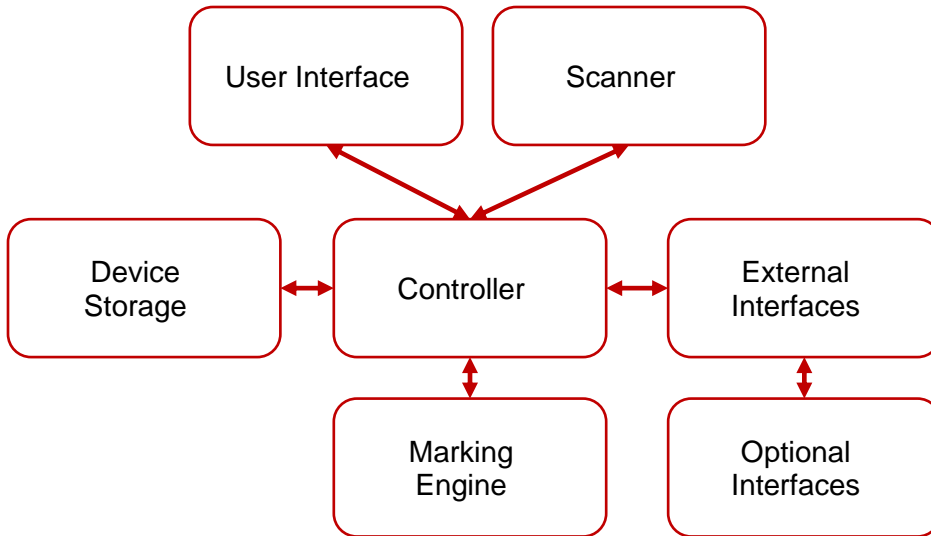 User Interface
Scanner
Device
Storage
Controller
External
Interfaces
Marking
Engine
Optional
Interfaces